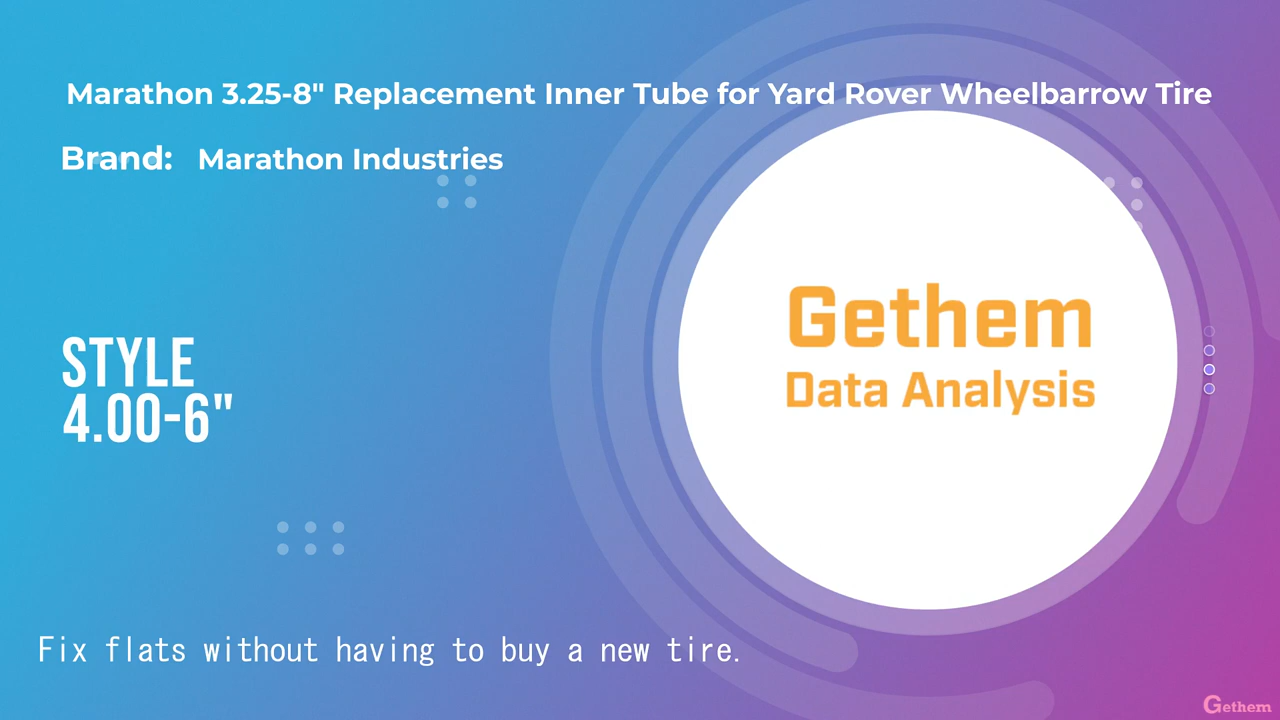 Marathon 3.25-8" Replacement Inner Tube for Yard Rover Wheelbarrow Tire
Brand: Marathon Industries
Gethem
Data Analysis
STYLE
4.00-6"
Fix flats without having to buy a new tire.
Gethem